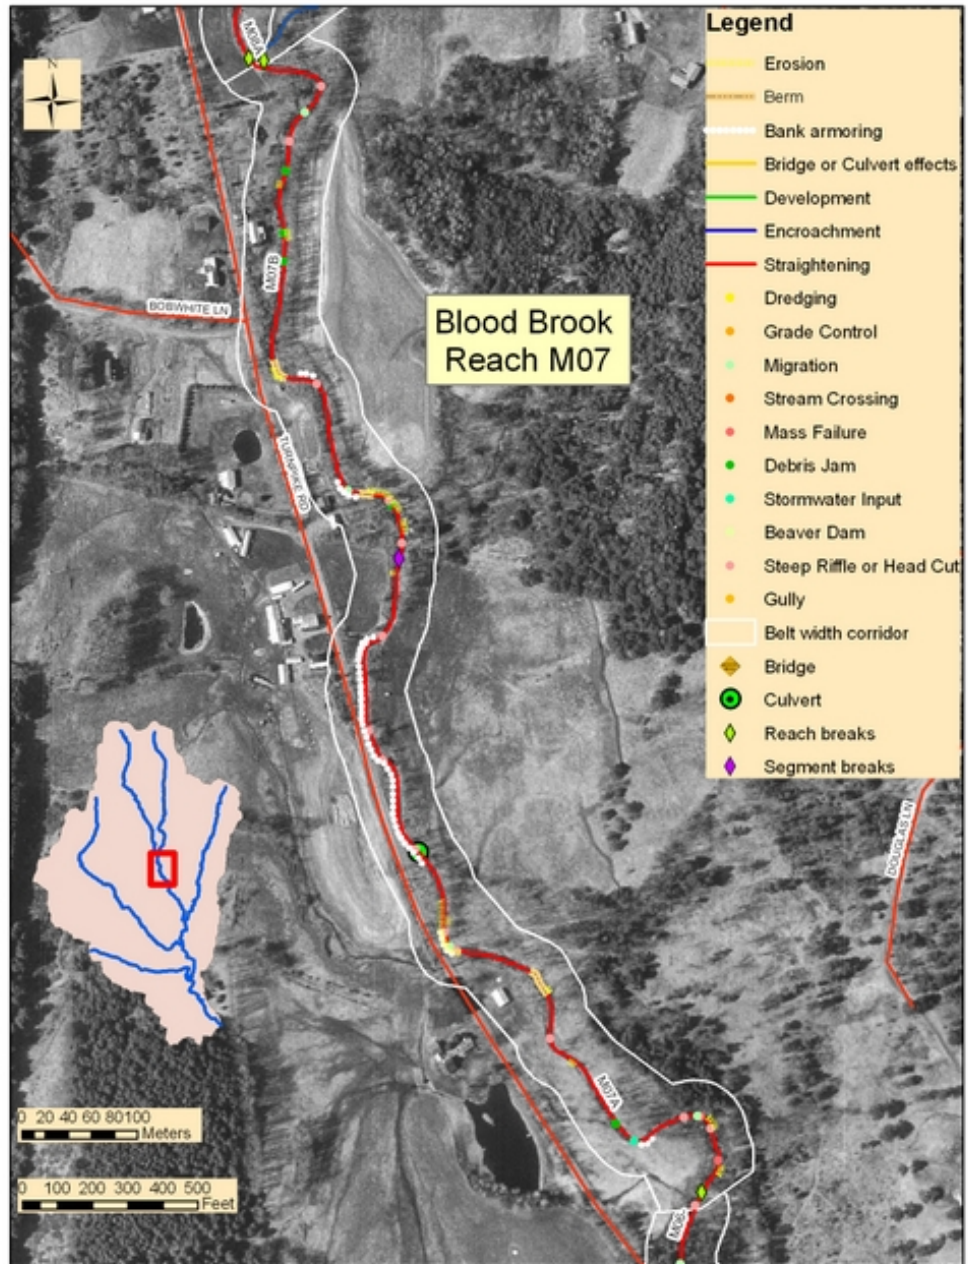 Legend
N
Erosion
Berm
Bank armoring
Bridge or Culvert effects
Development
Encroachment
Straightening
Dredging
Grade Control
Migration
Stream Crossing
Mass Failure
Debris Jam
Stormwater Input
Beaver Dam
Steep Riffle or Head Cut
Gully
Belt width corridor
Bridge
Culvert
Reach breaks
Segment breaks
M08A
M07B
BOBWHITE LN
Blood Brook
Reach M07
TURNPIKE RD
DOUGLAS LN
M07A
0 20 40 60 80100
Meters
0 100 200 300 400 500
Feet